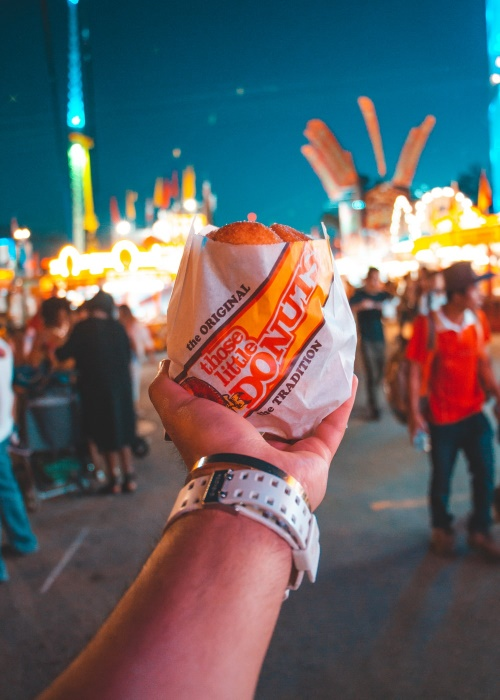 the ORIGINAL
those
little
DONUTS
the TRADITION